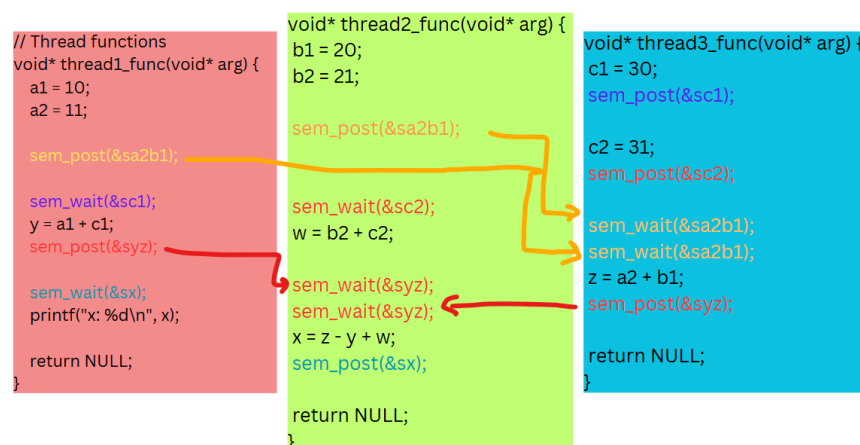 // Thread functions
void* thread1_func(void* arg) {
a1 = 10;
a2 = 11;
sem_post(&sa2b1);
sem_wait(&sc1);
y = a1 + c1;
sem_post(&syz);
sem_wait(&sx);
printf("x: %d\n", x);
return NULL;
}
void* thread2_func(void* arg) {
b1 = 20;
b2 = 21;
sem_post(&sa2b1);
sem_wait(&sc2);
w = b2 + c2;
sem_wait(&syz);
sem_wait(&syz);
x = z - y + w;
sem_post(&sx);
return NULL;
}
void* thread3_func(void* arg) {
c1 = 30;
sem_post(&sc1);
c2 = 31;
sem_post(&sc2);
sem_wait(&sa2b1);
sem_wait(&sa2b1);
z = a2 + b1;
sem_post(&syz);
return NULL;
}